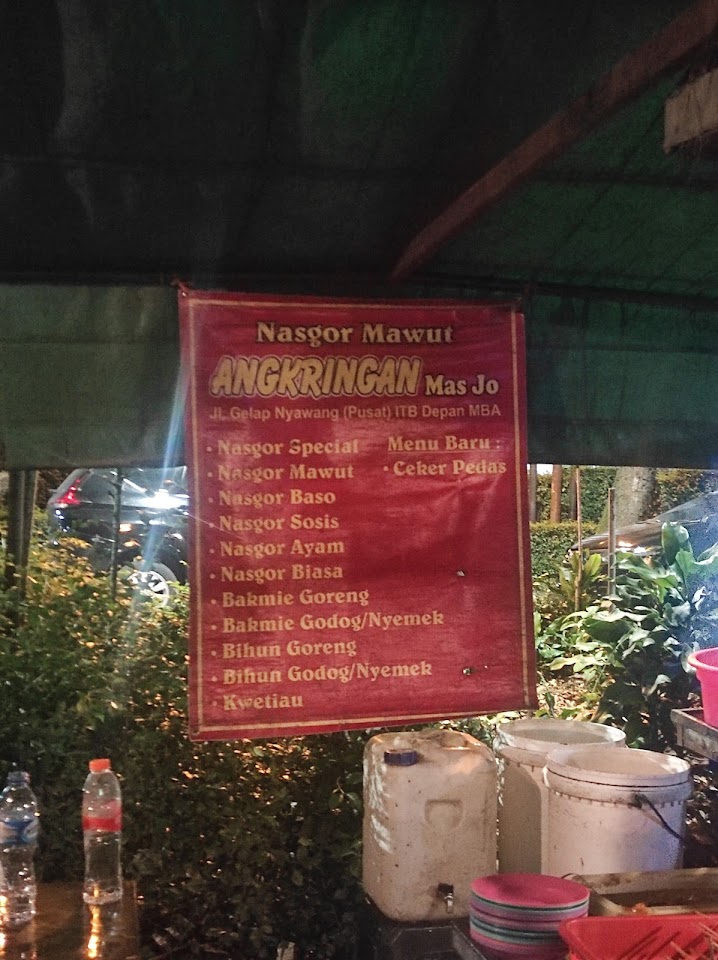 Nasgor Mawut
ANGKRINGAN Mas Jo
JL. Gelap Nyawang (Pusat) ITB Depan MBA
• Nasgor Special
• Nasgor Mawut
• Nasgor Baso
• Nasgor Sosis
• Nasgor Ayam
• Nasgor Biasa
• Bakmie Goreng
• Bakmie Godog/Nyemek
• Bihun Goreng
• Bihun Godog/Nyemek
• Kwetiau
Menu Baru :
• Ceker Pedas